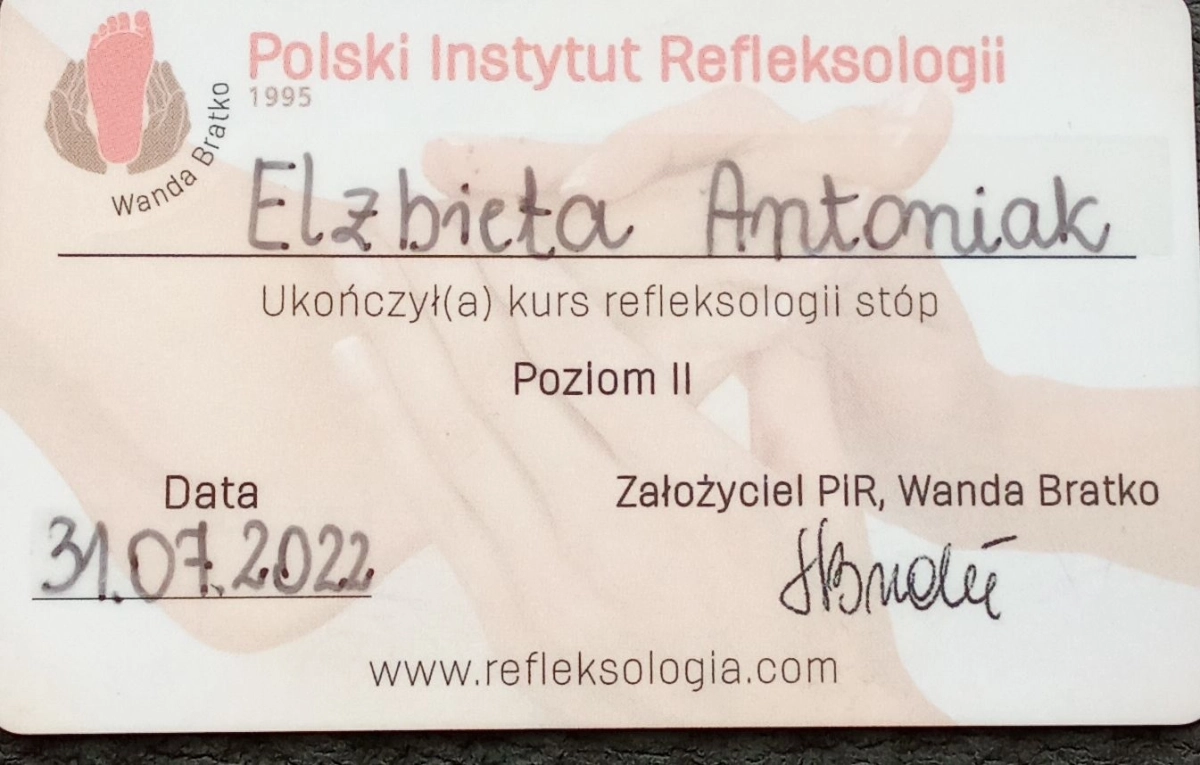 Polski Instytut Refleksologii
1995
Wanda Bratko
Elżbieta Antoniak
Ukończył(a) kurs refleksologii stóp
Poziom II
Data
Założyciel PIR, Wanda Bratko
31.07.2022
www.refleksologia.com